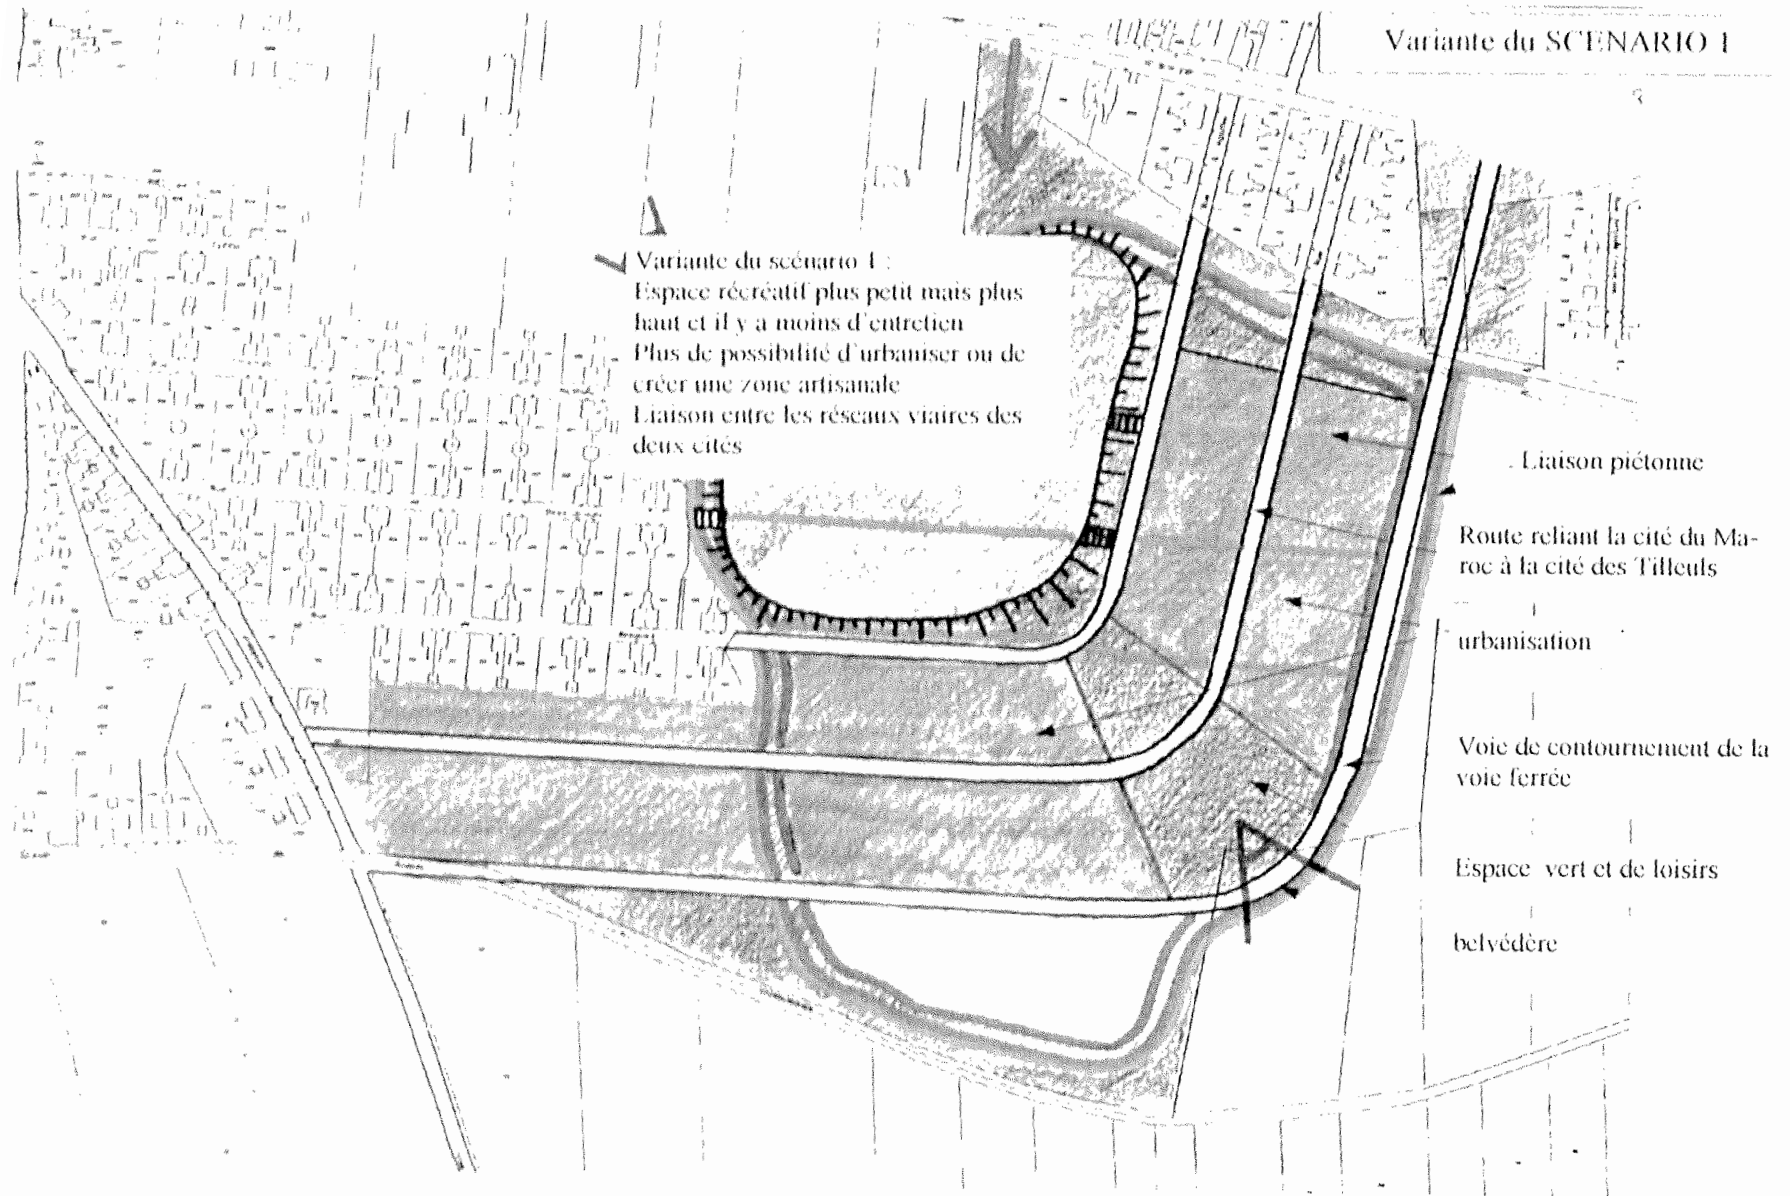 Variante du SCENARIO 1
Variante du scénario 1 :
Espace récréatif plus petit mais plus
haut et il y a moins d'entretien
Plus de possibilité d'urbaniser ou de
créer une zone artisanale
Liaison entre les réseaux viaires des
deux cités
Liaison piétonne
Route reliant la cité du Ma-
roc à la cité des Tilleuls
urbanisation
Voie de contournement de la
voie ferrée
Espace vert et de loisirs
belvédère